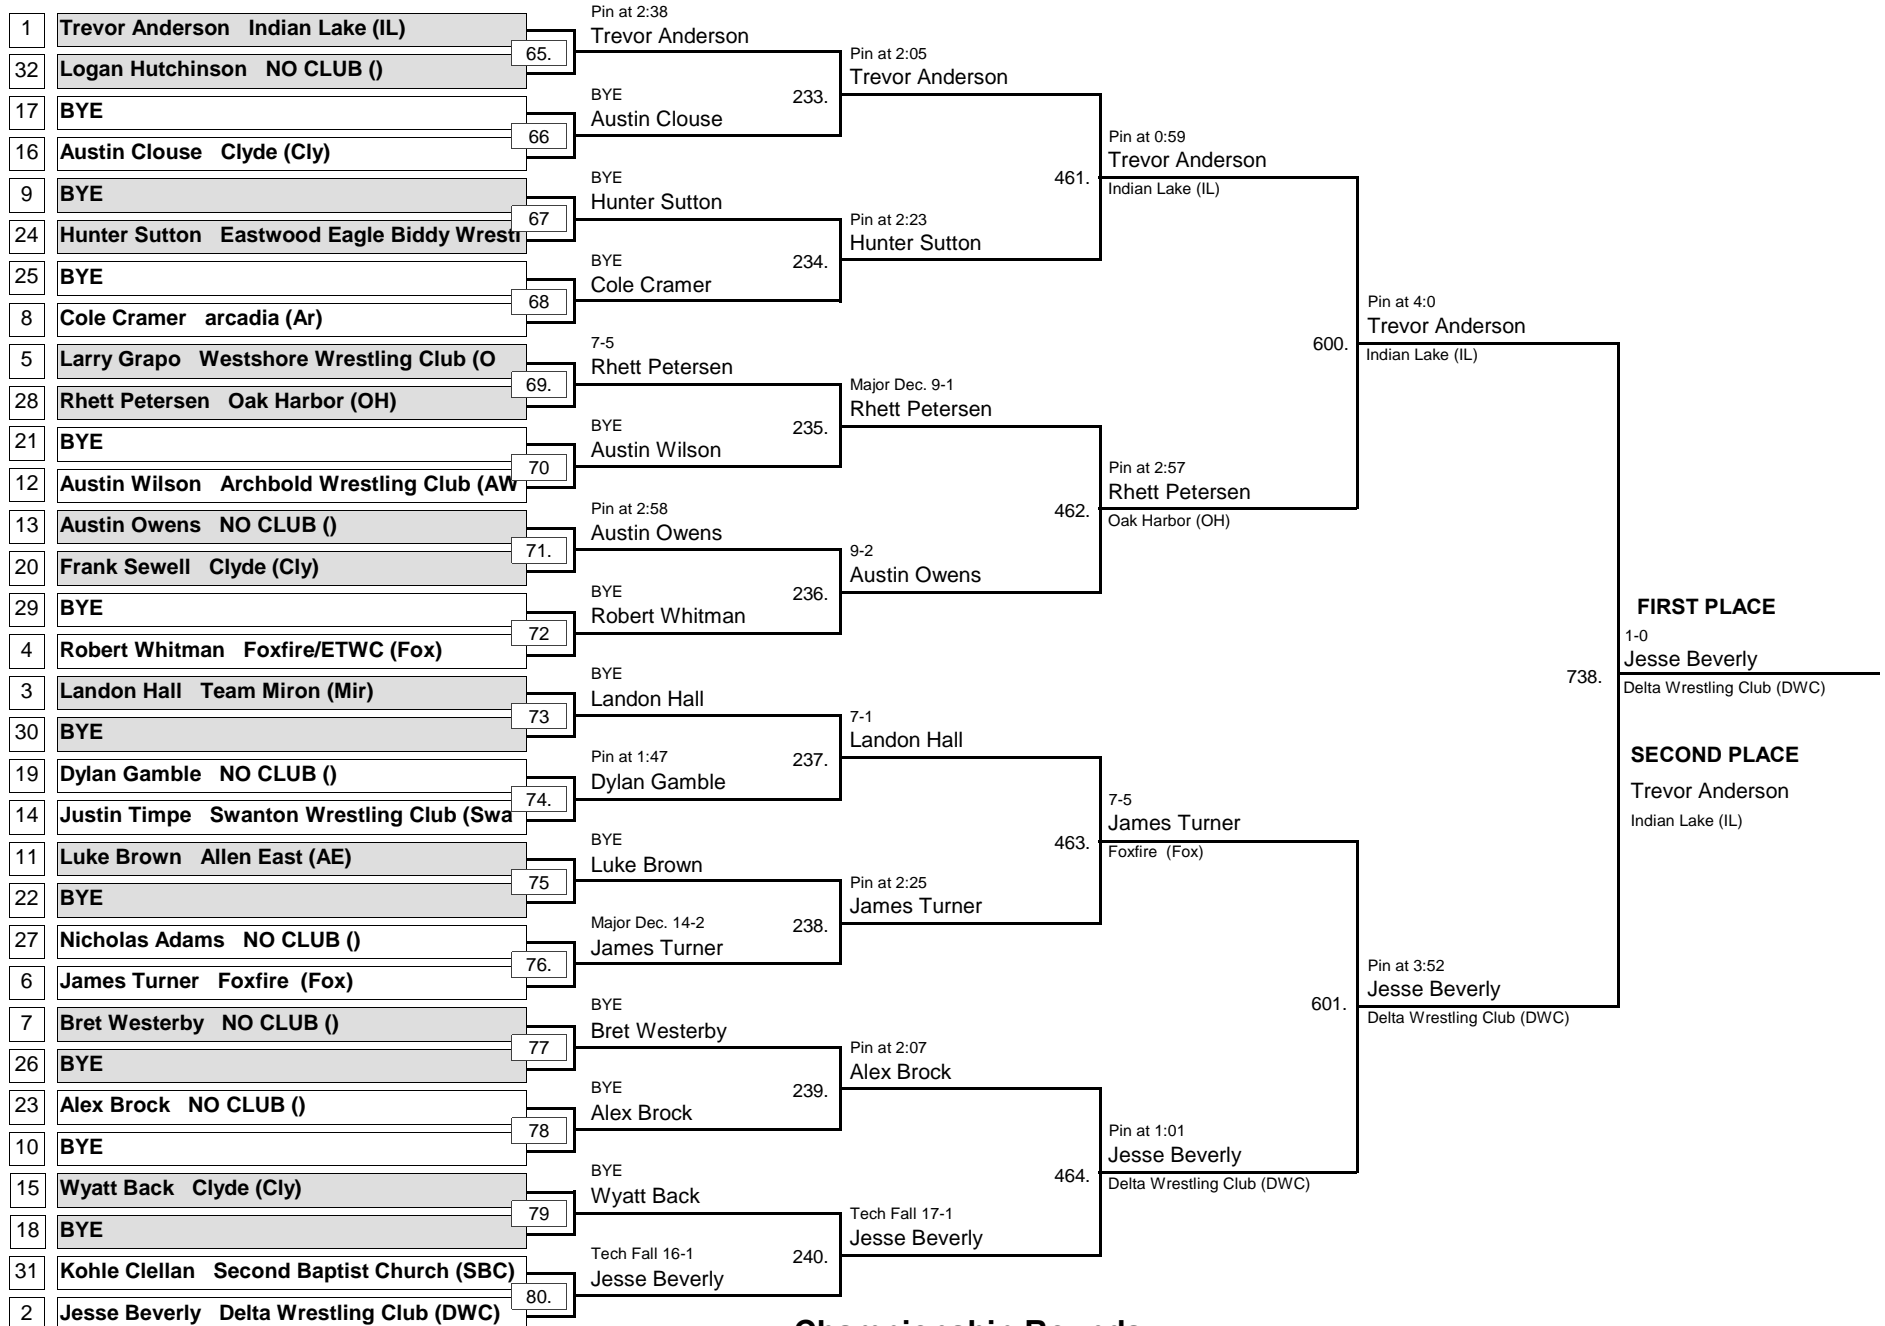 1 Trevor Anderson Indian Lake (IL)
32 Logan Hutchinson NO CLUB ()
17 BYE
16 Austin Clouse Clyde (Cly)
9 BYE
24 Hunter Sutton Eastwood Eagle Biddy Wrestl
25 BYE
8 Cole Cramer arcadia (Ar)
5 Larry Grapo Westshore Wrestling Club (O
28 Rhett Petersen Oak Harbor (OH)
21 BYE
12 Austin Wilson Archbold Wrestling Club (AW
13 Austin Owens NO CLUB ()
20 Frank Sewell Clyde (Cly)
29 BYE
4 Robert Whitman Foxfire/ETWC (Fox)
3 Landon Hall Team Miron (Mir)
30 BYE
19 Dylan Gamble NO CLUB ()
14 Justin Timpe Swanton Wrestling Club (Swa
11 Luke Brown Allen East (AE)
22 BYE
27 Nicholas Adams NO CLUB ()
6 James Turner Foxfire (Fox)
7 Bret Westerby NO CLUB ()
26 BYE
23 Alex Brock NO CLUB ()
10 BYE
15 Wyatt Back Clyde (Cly)
18 BYE
31 Kohle Clellan Second Baptist Church (SBC)
2 Jesse Beverly Delta Wrestling Club (DWC)
65.
66
67
68
69.
70
71.
72
73
74.
75
76.
77
78
79
80.
Pin at 2:38
Trevor Anderson
BYE
Austin Clouse
BYE
Hunter Sutton
BYE
Cole Cramer
7-5
Rhett Petersen
BYE
Austin Wilson
Pin at 2:58
Austin Owens
BYE
Robert Whitman
BYE
Landon Hall
Pin at 1:47
Dylan Gamble
BYE
Luke Brown
Major Dec. 14-2
James Turner
BYE
Bret Westerby
BYE
Alex Brock
BYE
Wyatt Back
Tech Fall 16-1
Jesse Beverly
233.
234.
235.
236.
237.
238.
239.
240.
Pin at 2:05
Trevor Anderson
Pin at 2:23
Hunter Sutton
Major Dec. 9-1
Rhett Petersen
9-2
Austin Owens
7-1
Landon Hall
Pin at 2:25
James Turner
Pin at 2:07
Alex Brock
Tech Fall 17-1
Jesse Beverly
461.
462.
463.
464.
Pin at 0:59
Trevor Anderson
Indian Lake (IL)
Pin at 2:57
Rhett Petersen
Oak Harbor (OH)
7-5
James Turner
Foxfire (Fox)
Pin at 1:01
Jesse Beverly
Delta Wrestling Club (DWC)
600.
601.
Pin at 4:0
Trevor Anderson
Indian Lake (IL)
Pin at 3:52
Jesse Beverly
Delta Wrestling Club (DWC)
738.
FIRST PLACE
1-0
Jesse Beverly
Delta Wrestling Club (DWC)
SECOND PLACE
Trevor Anderson
Indian Lake (IL)
Championship Rounds